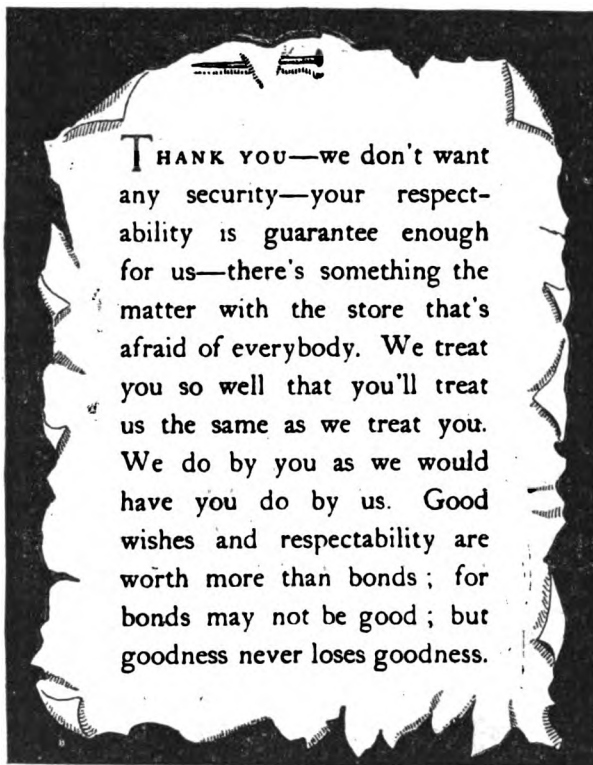 THANK YOU—we don't want
any security—your respect-
ability is guarantee enough
for us—there's something the
matter with the store that's
afraid of everybody. We treat
you so well that you'll treat
us the same as we treat you.
We do by you as we would
have you do by us. Good
wishes and respectability are
worth more than bonds ; for
bonds may not be good ; but
goodness never loses goodness.